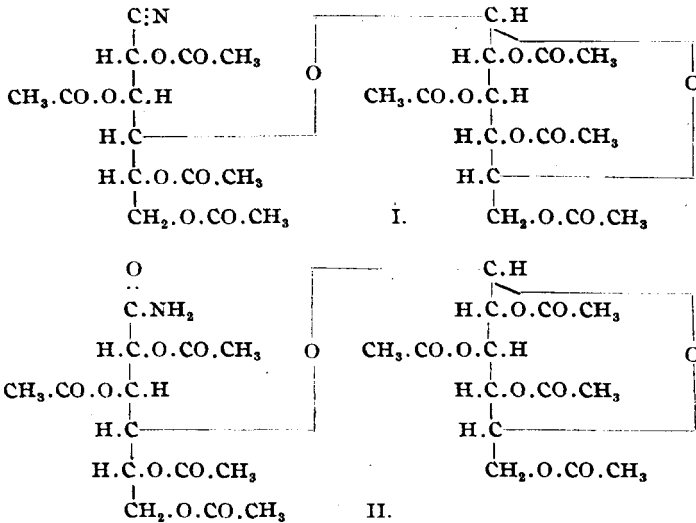 C:N C.H
H.C.O.CO.CH₃ O H.C.O.CO.CH₃
CH₃.CO.O.C.H CH₃.CO.O.C.H O
H.C H.C.O.CO.CH₃
H.C.O.CO.CH₃ H.C
CH₂.O.CO.CH₃ I. CH₂.O.CO.CH₃
O C.H
C.NH₂ H.C.O.CO.CH₃
H.C.O.CO.CH₃ O CH₃.CO.O.C.H O
CH₃.CO.O.C.H H.C.O.CO.CH₃
H.C H.C
H.C.O.CO.CH₃ CH₂.O.CO.CH₃
CH₂.O.CO.CH₃ II.